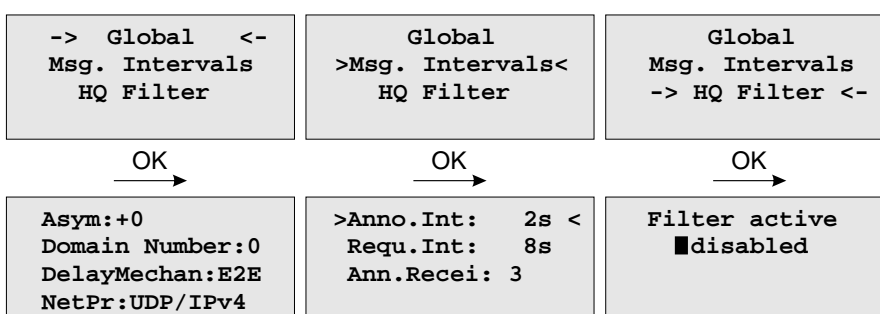 -> Global <-
Msg. Intervals
HQ Filter
Global
>Msg. Intervals<
HQ Filter
Global
Msg. Intervals
-> HQ Filter <-
OK
OK
OK
Asym:+0
Domain Number:0
DelayMechan:E2E
NetPr:UDP/IPv4
>Anno.Int: 2s <
Requ.Int: 8s
Ann.Recei: 3
Filter active
disabled